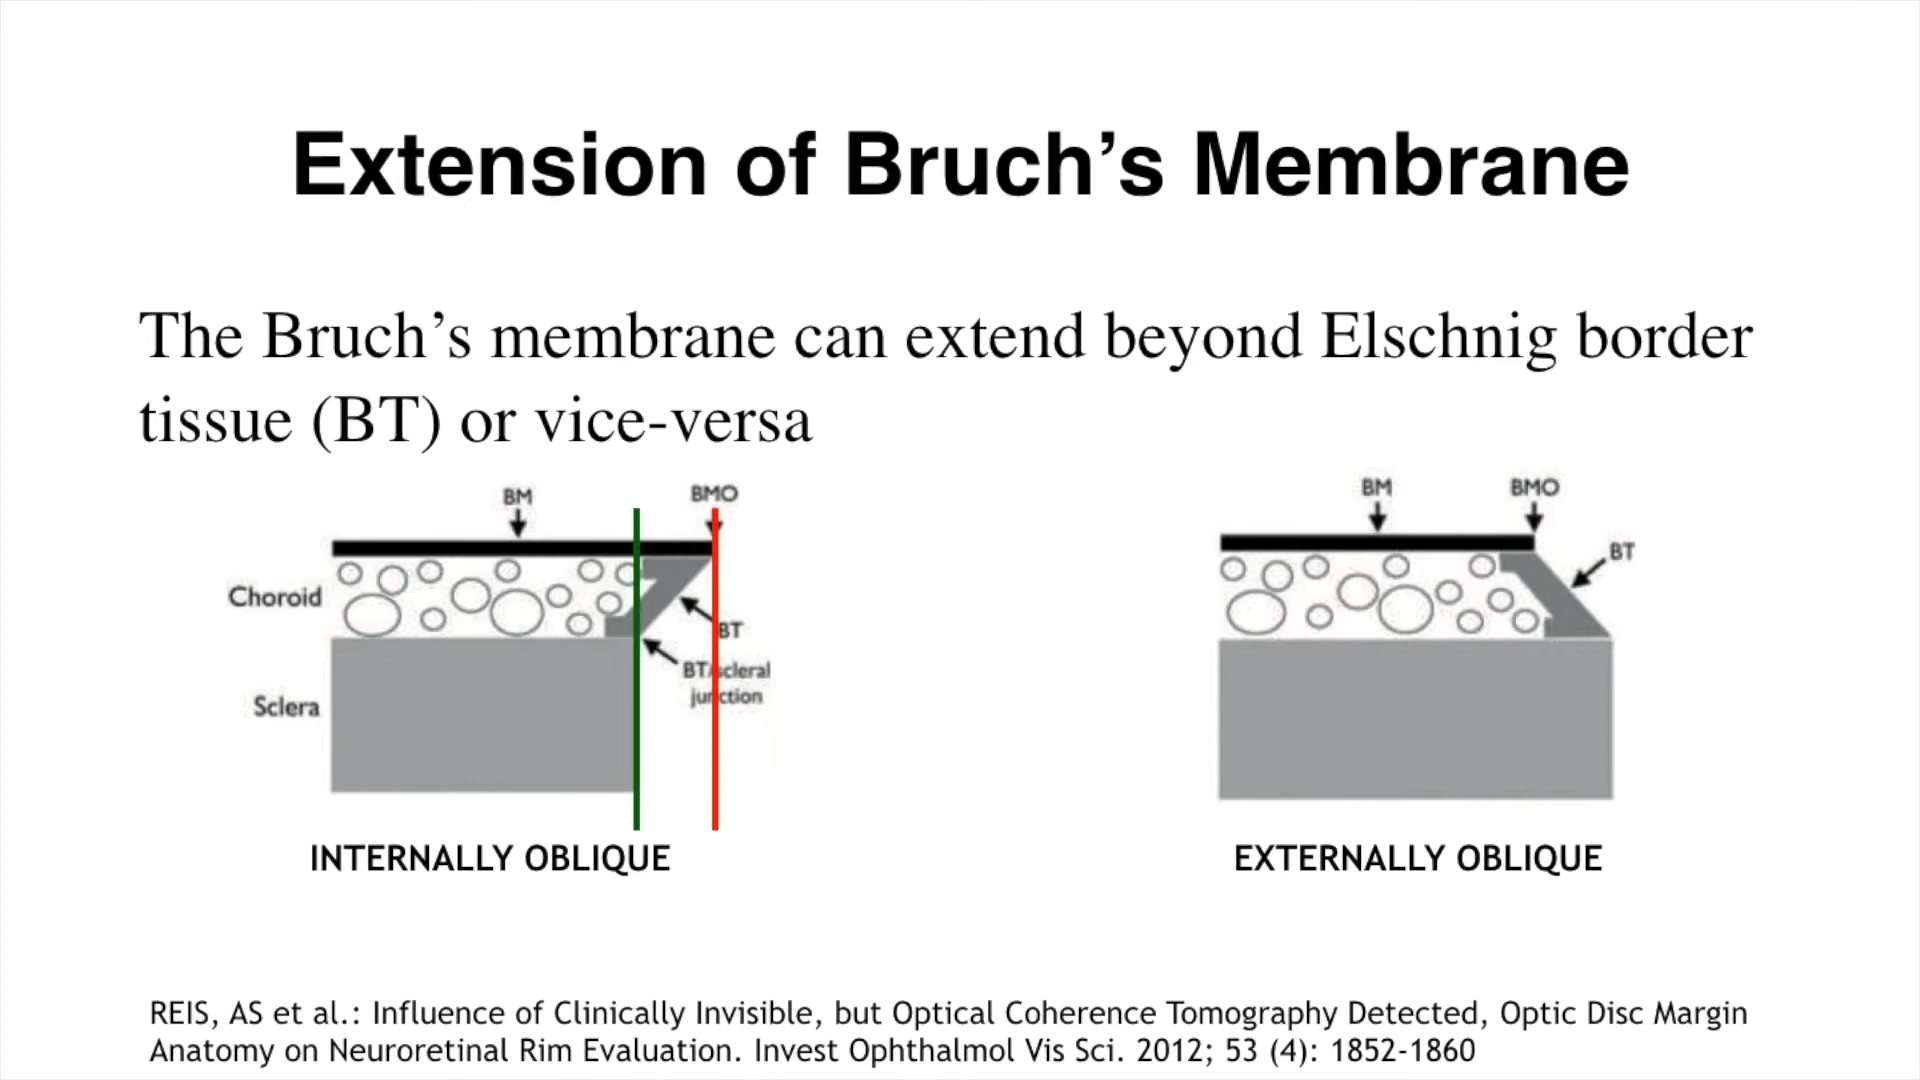 Extension of Bruch’s Membrane
The Bruch’s membrane can extend beyond Elschnig border
tissue (BT) or vice-versa
BM
BMO
Choroid
BT
BT/scleral
junction
Sclera
INTERNALLY OBLIQUE
BM
BMO
BT
EXTERNALLY OBLIQUE
REIS, AS et al.: Influence of Clinically Invisible, but Optical Coherence Tomography Detected, Optic Disc Margin
Anatomy on Neuroretinal Rim Evaluation. Invest Ophthalmol Vis Sci. 2012; 53 (4): 1852-1860